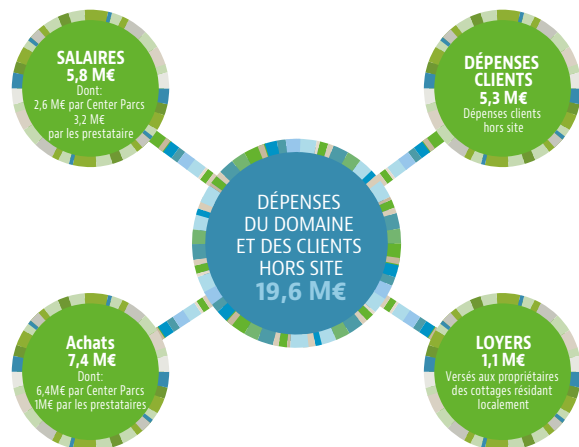 SALAIRES
5,8 M€
Dont:
2,6 M€ par Center Parcs
3,2 M€
par les prestataire
DÉPENSES
CLIENTS
5,3 M€
Dépenses clients
hors site
DÉPENSES
DU DOMAINE
ET DES CLIENTS
HORS SITE
19,6 M€
Achats
7,4 M€
Dont:
6,4M€ par Center Parcs
1M€ par les prestataires
LOYERS
1,1 M€
Versés aux propriétaires
des cottages résidant
localement